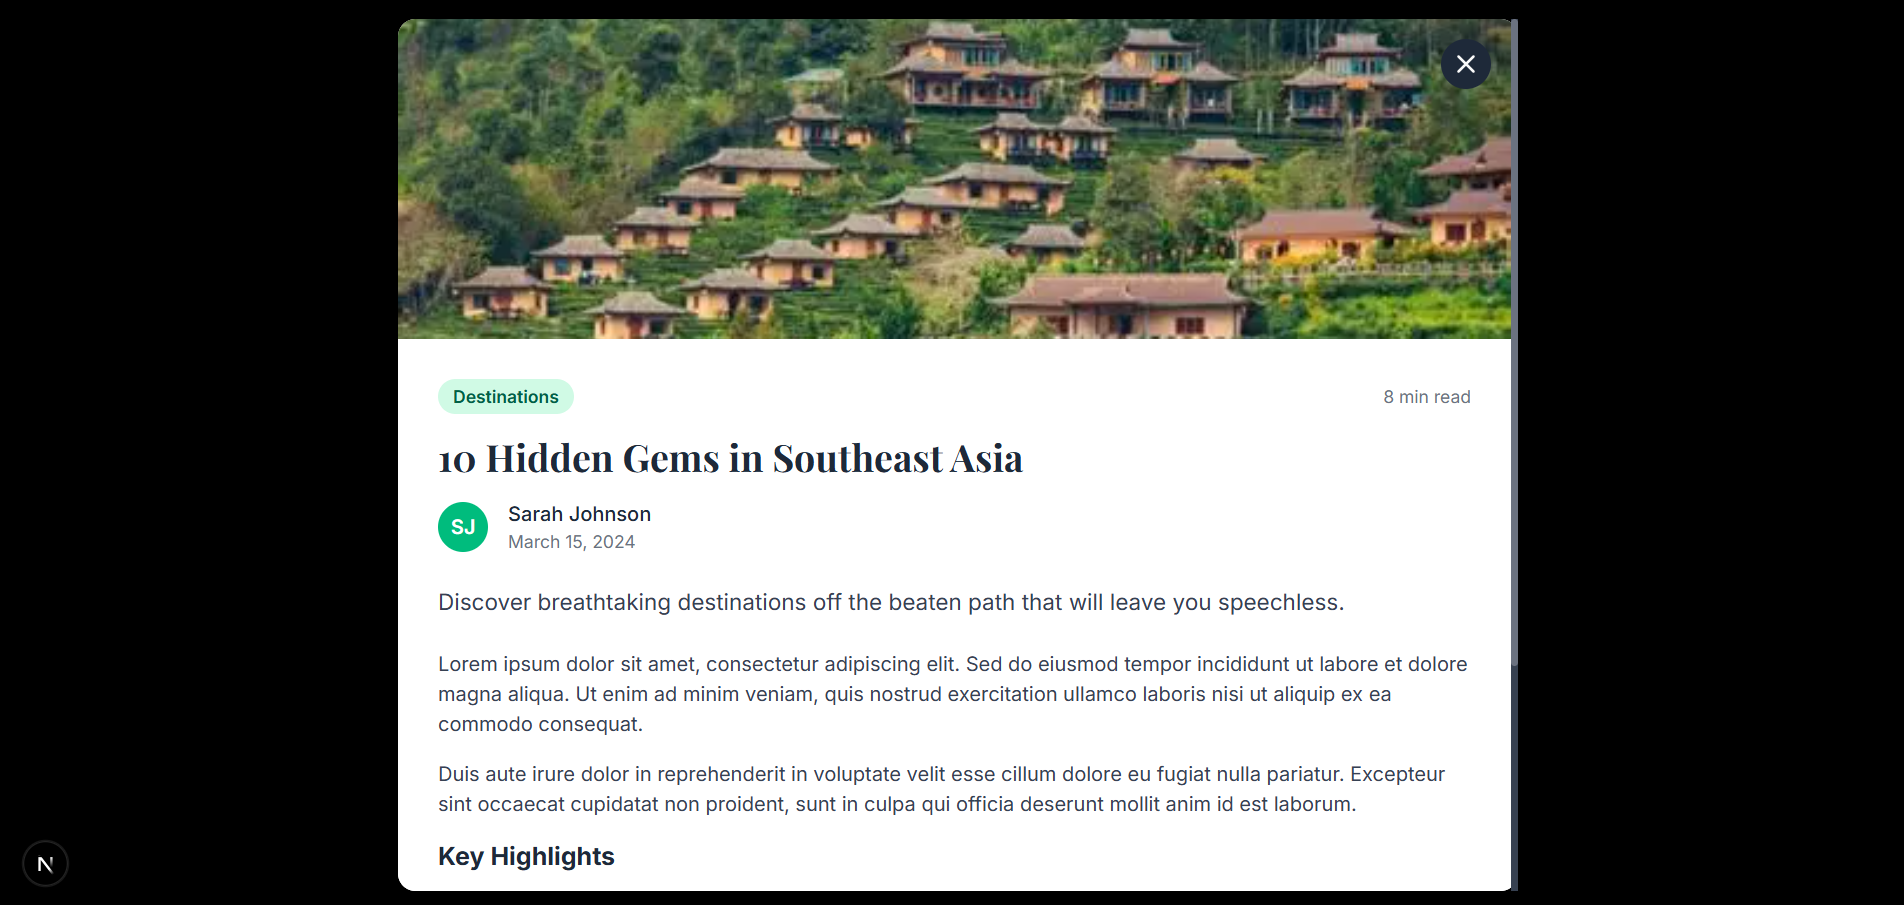 Destinations
8 min read
10 Hidden Gems in Southeast Asia
SJ
Sarah Johnson
March 15, 2024
Discover breathtaking destinations off the beaten path that will leave you speechless.
Lorem ipsum dolor sit amet, consectetur adipiscing elit. Sed do eiusmod tempor incididunt ut labore et dolore
magna aliqua. Ut enim ad minim veniam, quis nostrud exercitation ullamco laboris nisi ut aliquip ex ea
commodo consequat.
Duis aute irure dolor in reprehenderit in voluptate velit esse cillum dolore eu fugiat nulla pariatur. Excepteur
sint occaecat cupidatat non proident, sunt in culpa qui officia deserunt mollit anim id est laborum.
Key Highlights
N